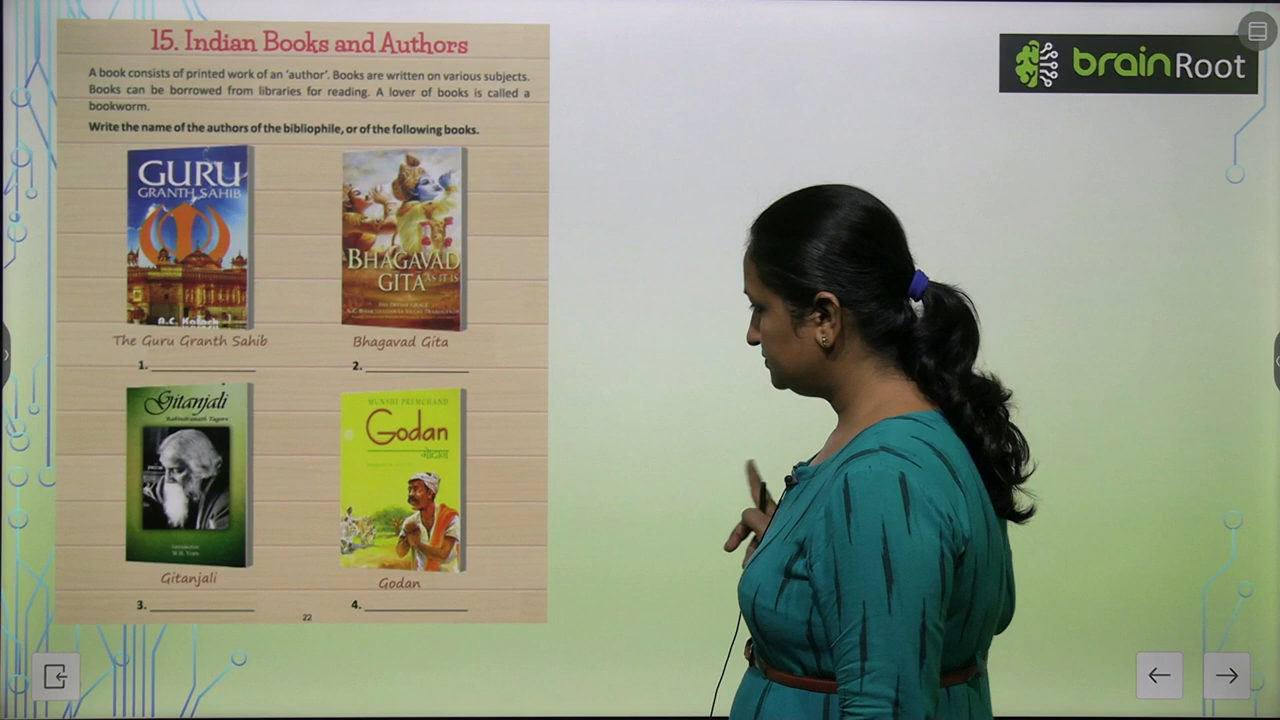 15. Indian Books and Authors
brainRoot
A book consists of printed work of an 'author'. Books are written on various subjects.
Books can be borrowed from libraries for reading. A lover of books is called a
bookworm.
Write the name of the authors of the bibliophile, or of the following books.
GURU
GRANTH SAHIB
BHAGAVAD
GITA AS IT IS
The Guru Granth Sahib
Bhagavad Gita
1.
2.
Gitanjali
Rabindranath Tagore
Introduction
W.B. Yeats
MUNSHI PREMCHAND
Godan
गोदान
Gitanjali
Godan
3.
4.
22